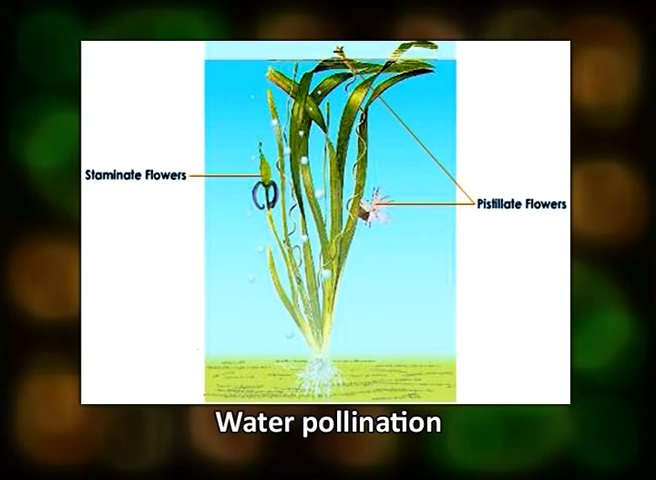 Staminate Flowers
Pistillate Flowers
Water pollination